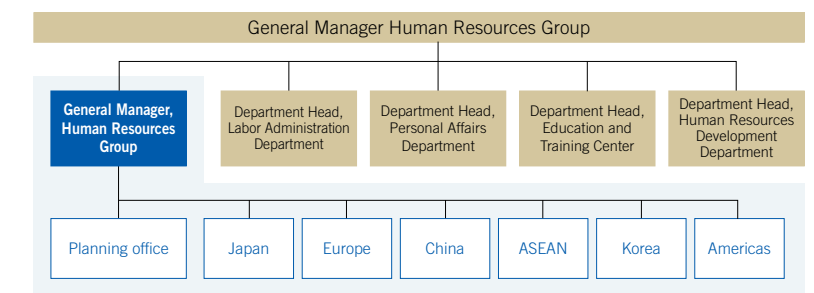 General Manager Human Resources Group
General Manager,
Human Resources
Group
Department Head,
Labor Administration
Department
Department Head,
Personal Affairs
Department
Department Head,
Education and
Training Center
Department Head,
Human Resources
Development
Department
Planning office
Japan
Europe
China
ASEAN
Korea
Americas